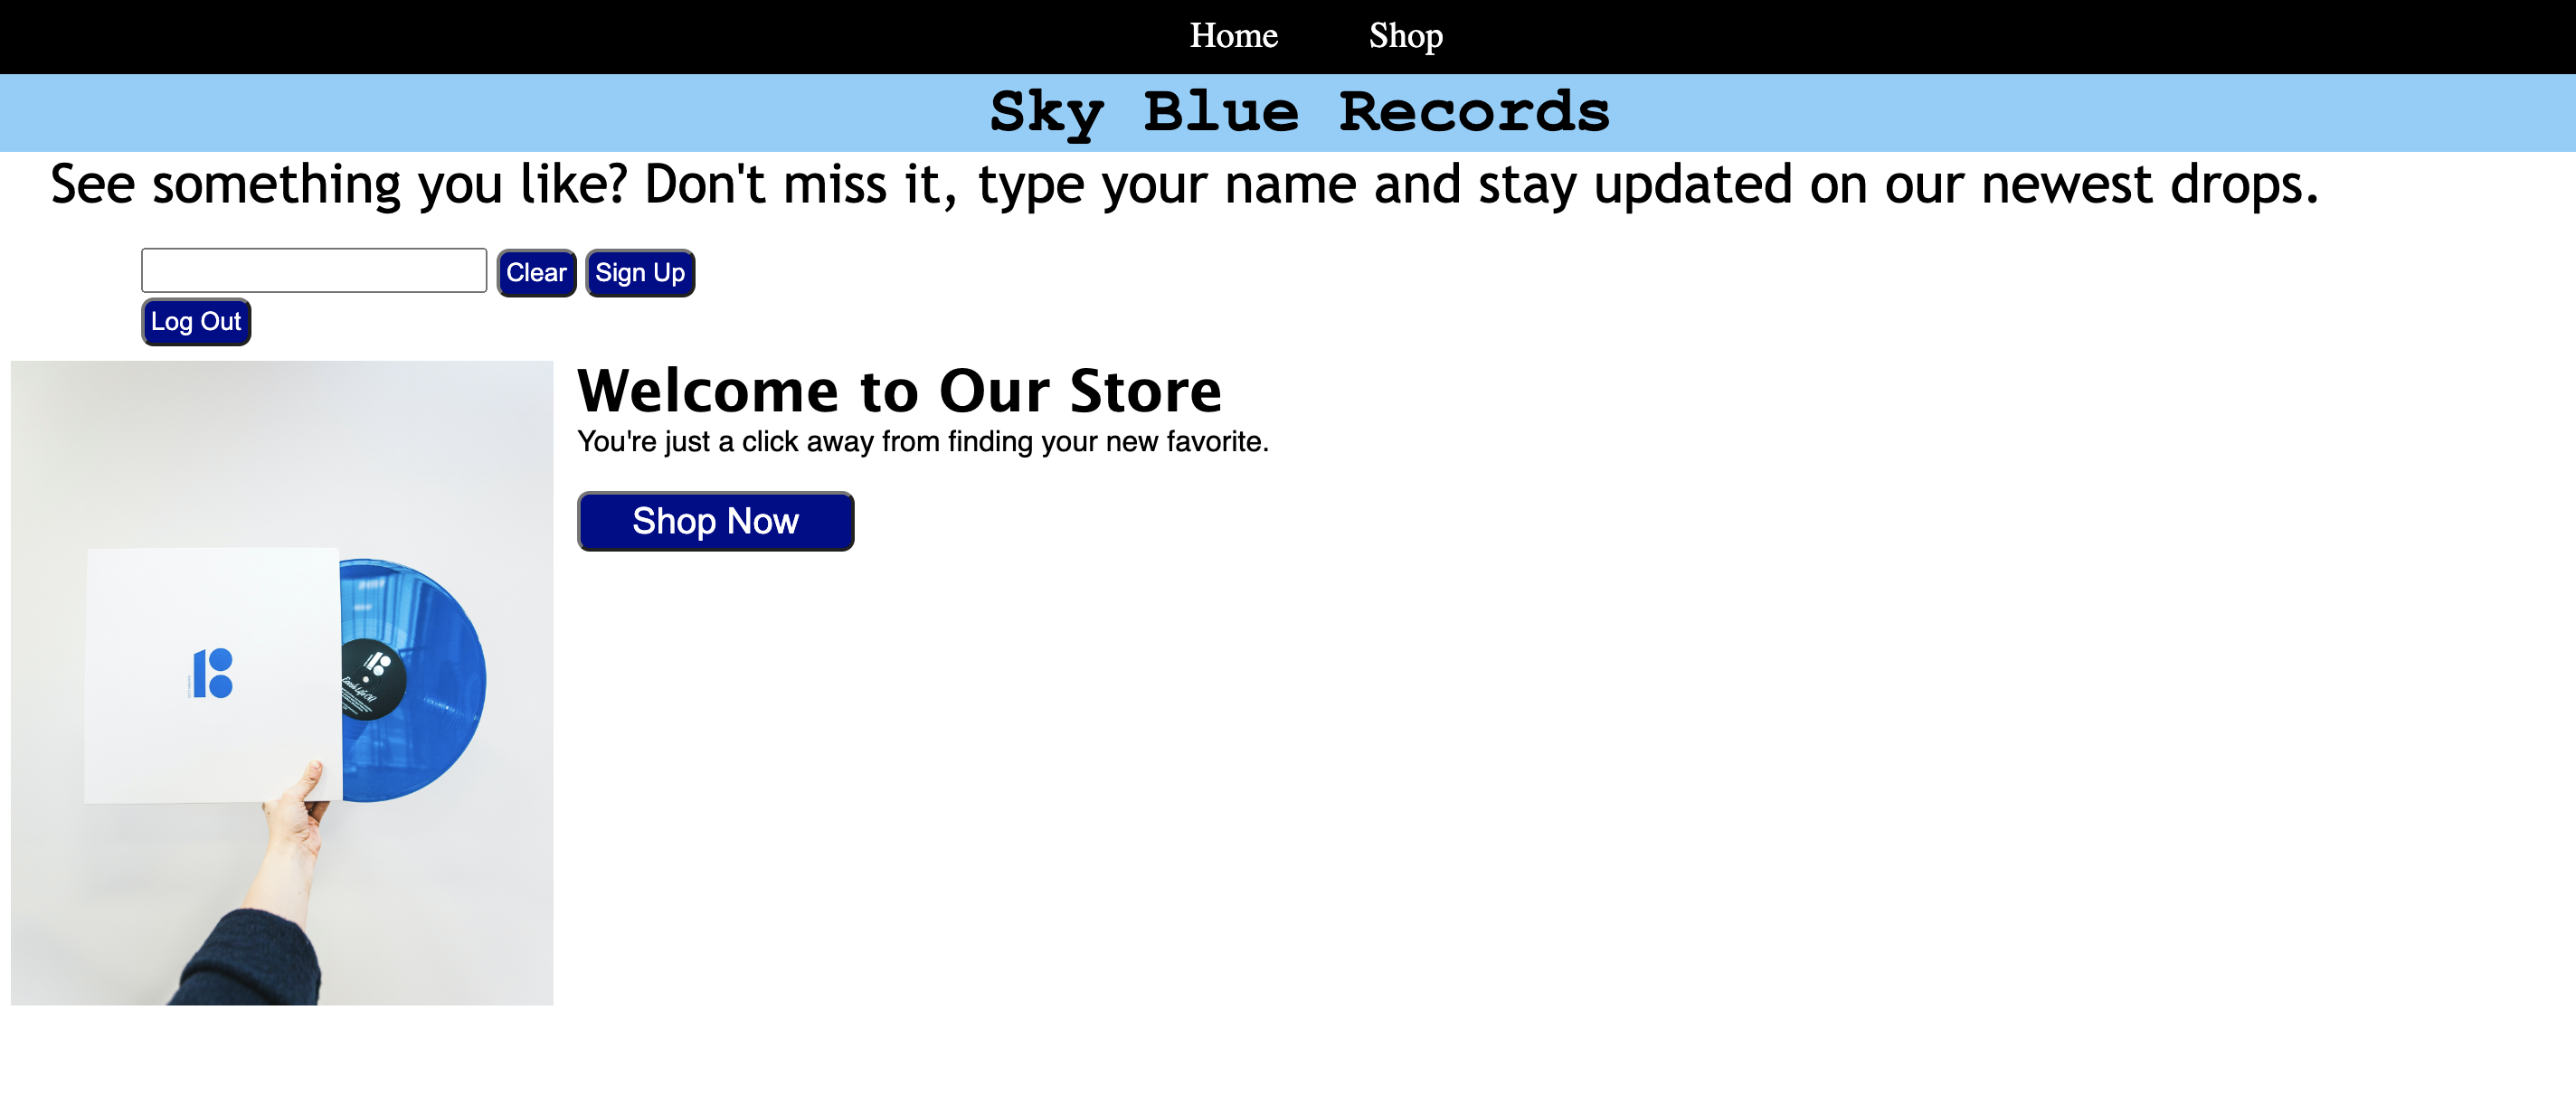 Home Shop
Sky Blue Records
See something you like? Don't miss it, type your name and stay updated on our newest drops.
Clear Sign Up
Log Out
Welcome to Our Store
You're just a click away from finding your new favorite.
Shop Now